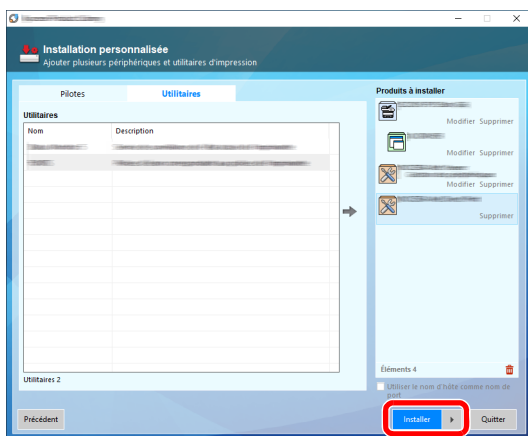 Installation personnalisée
Ajouter plusieurs périphériques et utilitaires d'impression
Pilotes
Utilitaires
Utilitaires
Nom
Description
Utilitaires 2
Produits à installer
Modifier Supprimer
Modifier Supprimer
Modifier Supprimer
Supprimer
Éléments 4
Utiliser le nom d'hôte comme nom de
port
Précédent
Installer
Quitter